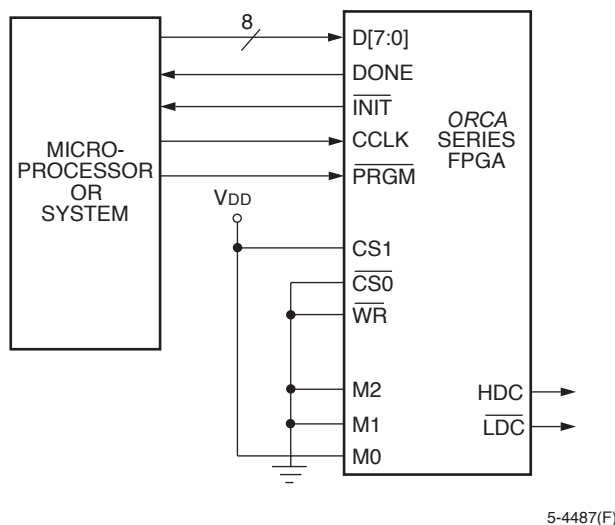 8
D[7:0]
DONE
INIT
CCLK
PRGM
MICRO-
PROCESSOR
OR
SYSTEM
ORCA
SERIES
FPGA
VDD
CS1
CS0
WR
M2
M1
M0
HDC
LDC
5-4487(F)